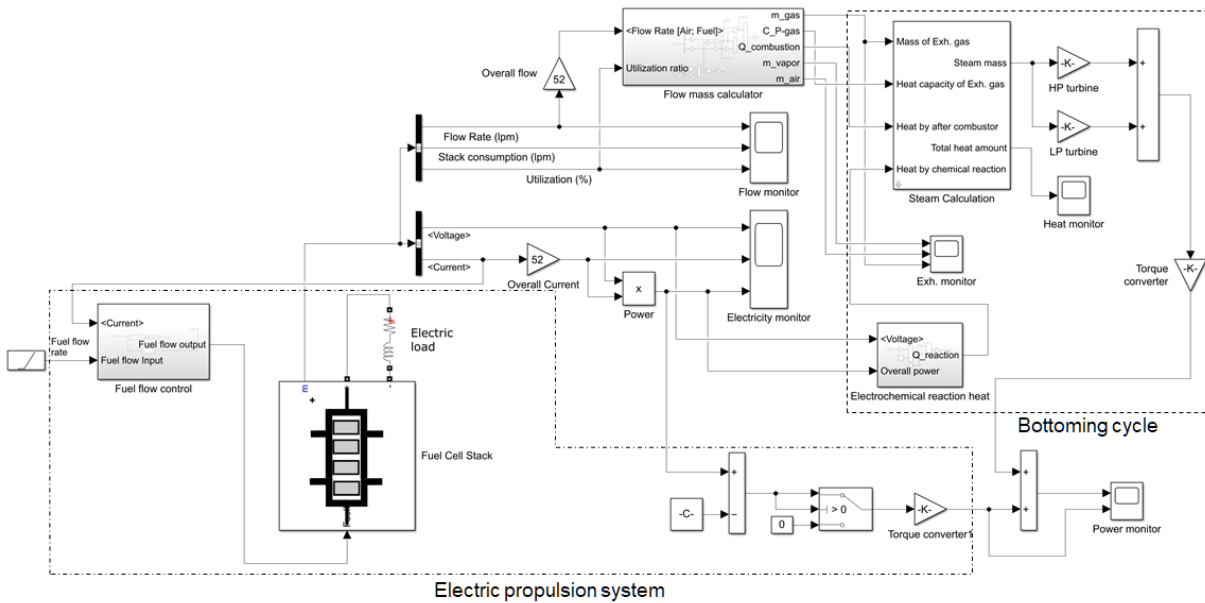 m_gas
<Flow Rate [Air; Fuel]>
C_P-gas
Q_combustion
Utilization ratio
m_vapor
m_air
Flow mass calculator
Overall flow
52
Mass of Exh. gas
Steam mass
Heat capacity of Exh. gas
Heat by after combustor
Total heat amount
Heat by chemical reaction
Steam Calculation
-K-
HP turbine
-K-
LP turbine
+
+
Heat monitor
Flow Rate (lpm)
Stack consumption (lpm)
Utilization (%)
Flow monitor
<Voltage>
<Current>
52
Overall Current
x
Power
Electricity monitor
Exh. monitor
Torque
converter
-K-
<Voltage>
Q_reaction
Overall power
Electrochemical reaction heat
Bottoming cycle
Fuel flow
rate
<Current>
Fuel flow output
Fuel flow Input
Fuel flow control
Electric
load
m
+
-
Fuel Cell Stack
-C-
+
−
0
> 0
-K-
Torque converter1
+
+
Power monitor
Electric propulsion system